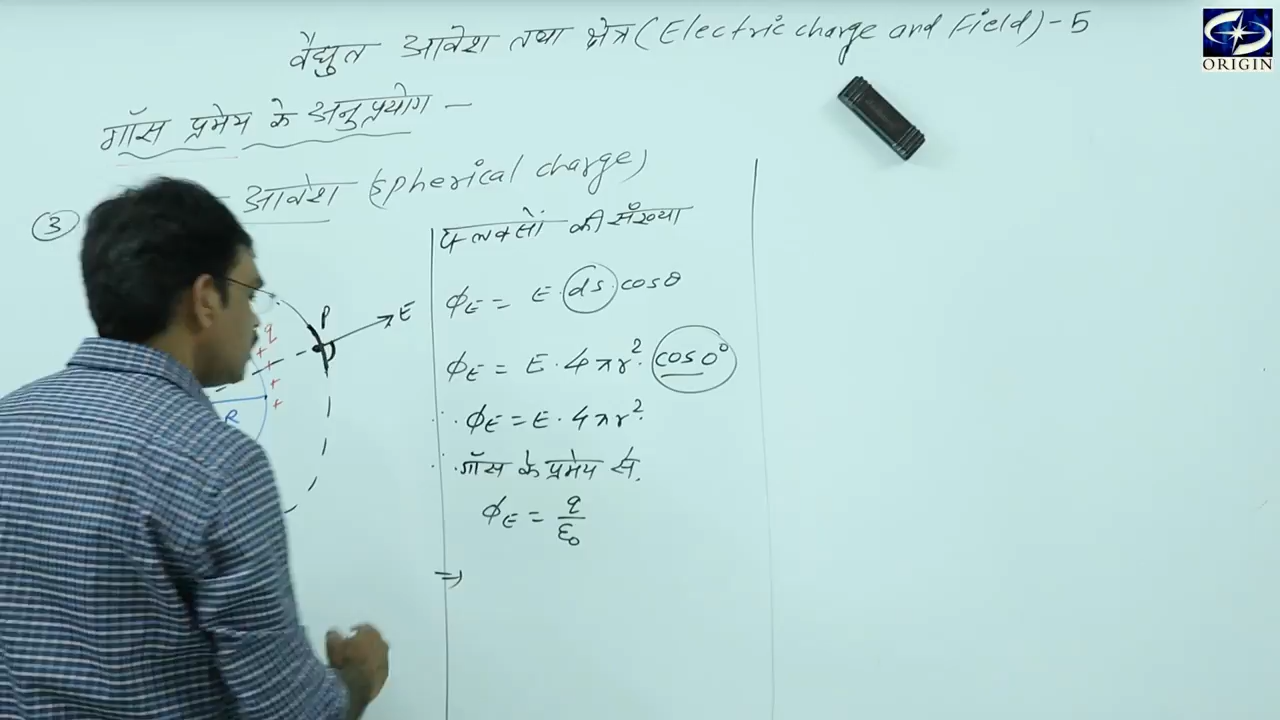 वैद्युत आवेश तथा क्षेत्र (Electric charge and Field) - 5
ORIGIN
गॉस प्रमेय के अनुप्रयोग —
③ आवेश (Spherical charge)
फ्लक्सों की संख्या
ϕE = E · ds · cosθ
ϕE = E · 4πr² · cos0°
∴ ϕE = E · 4πr²
∴ गॉस के प्रमेय से,
ϕE = q/ε₀
⇒
P
E
q
+
+
+
+
R